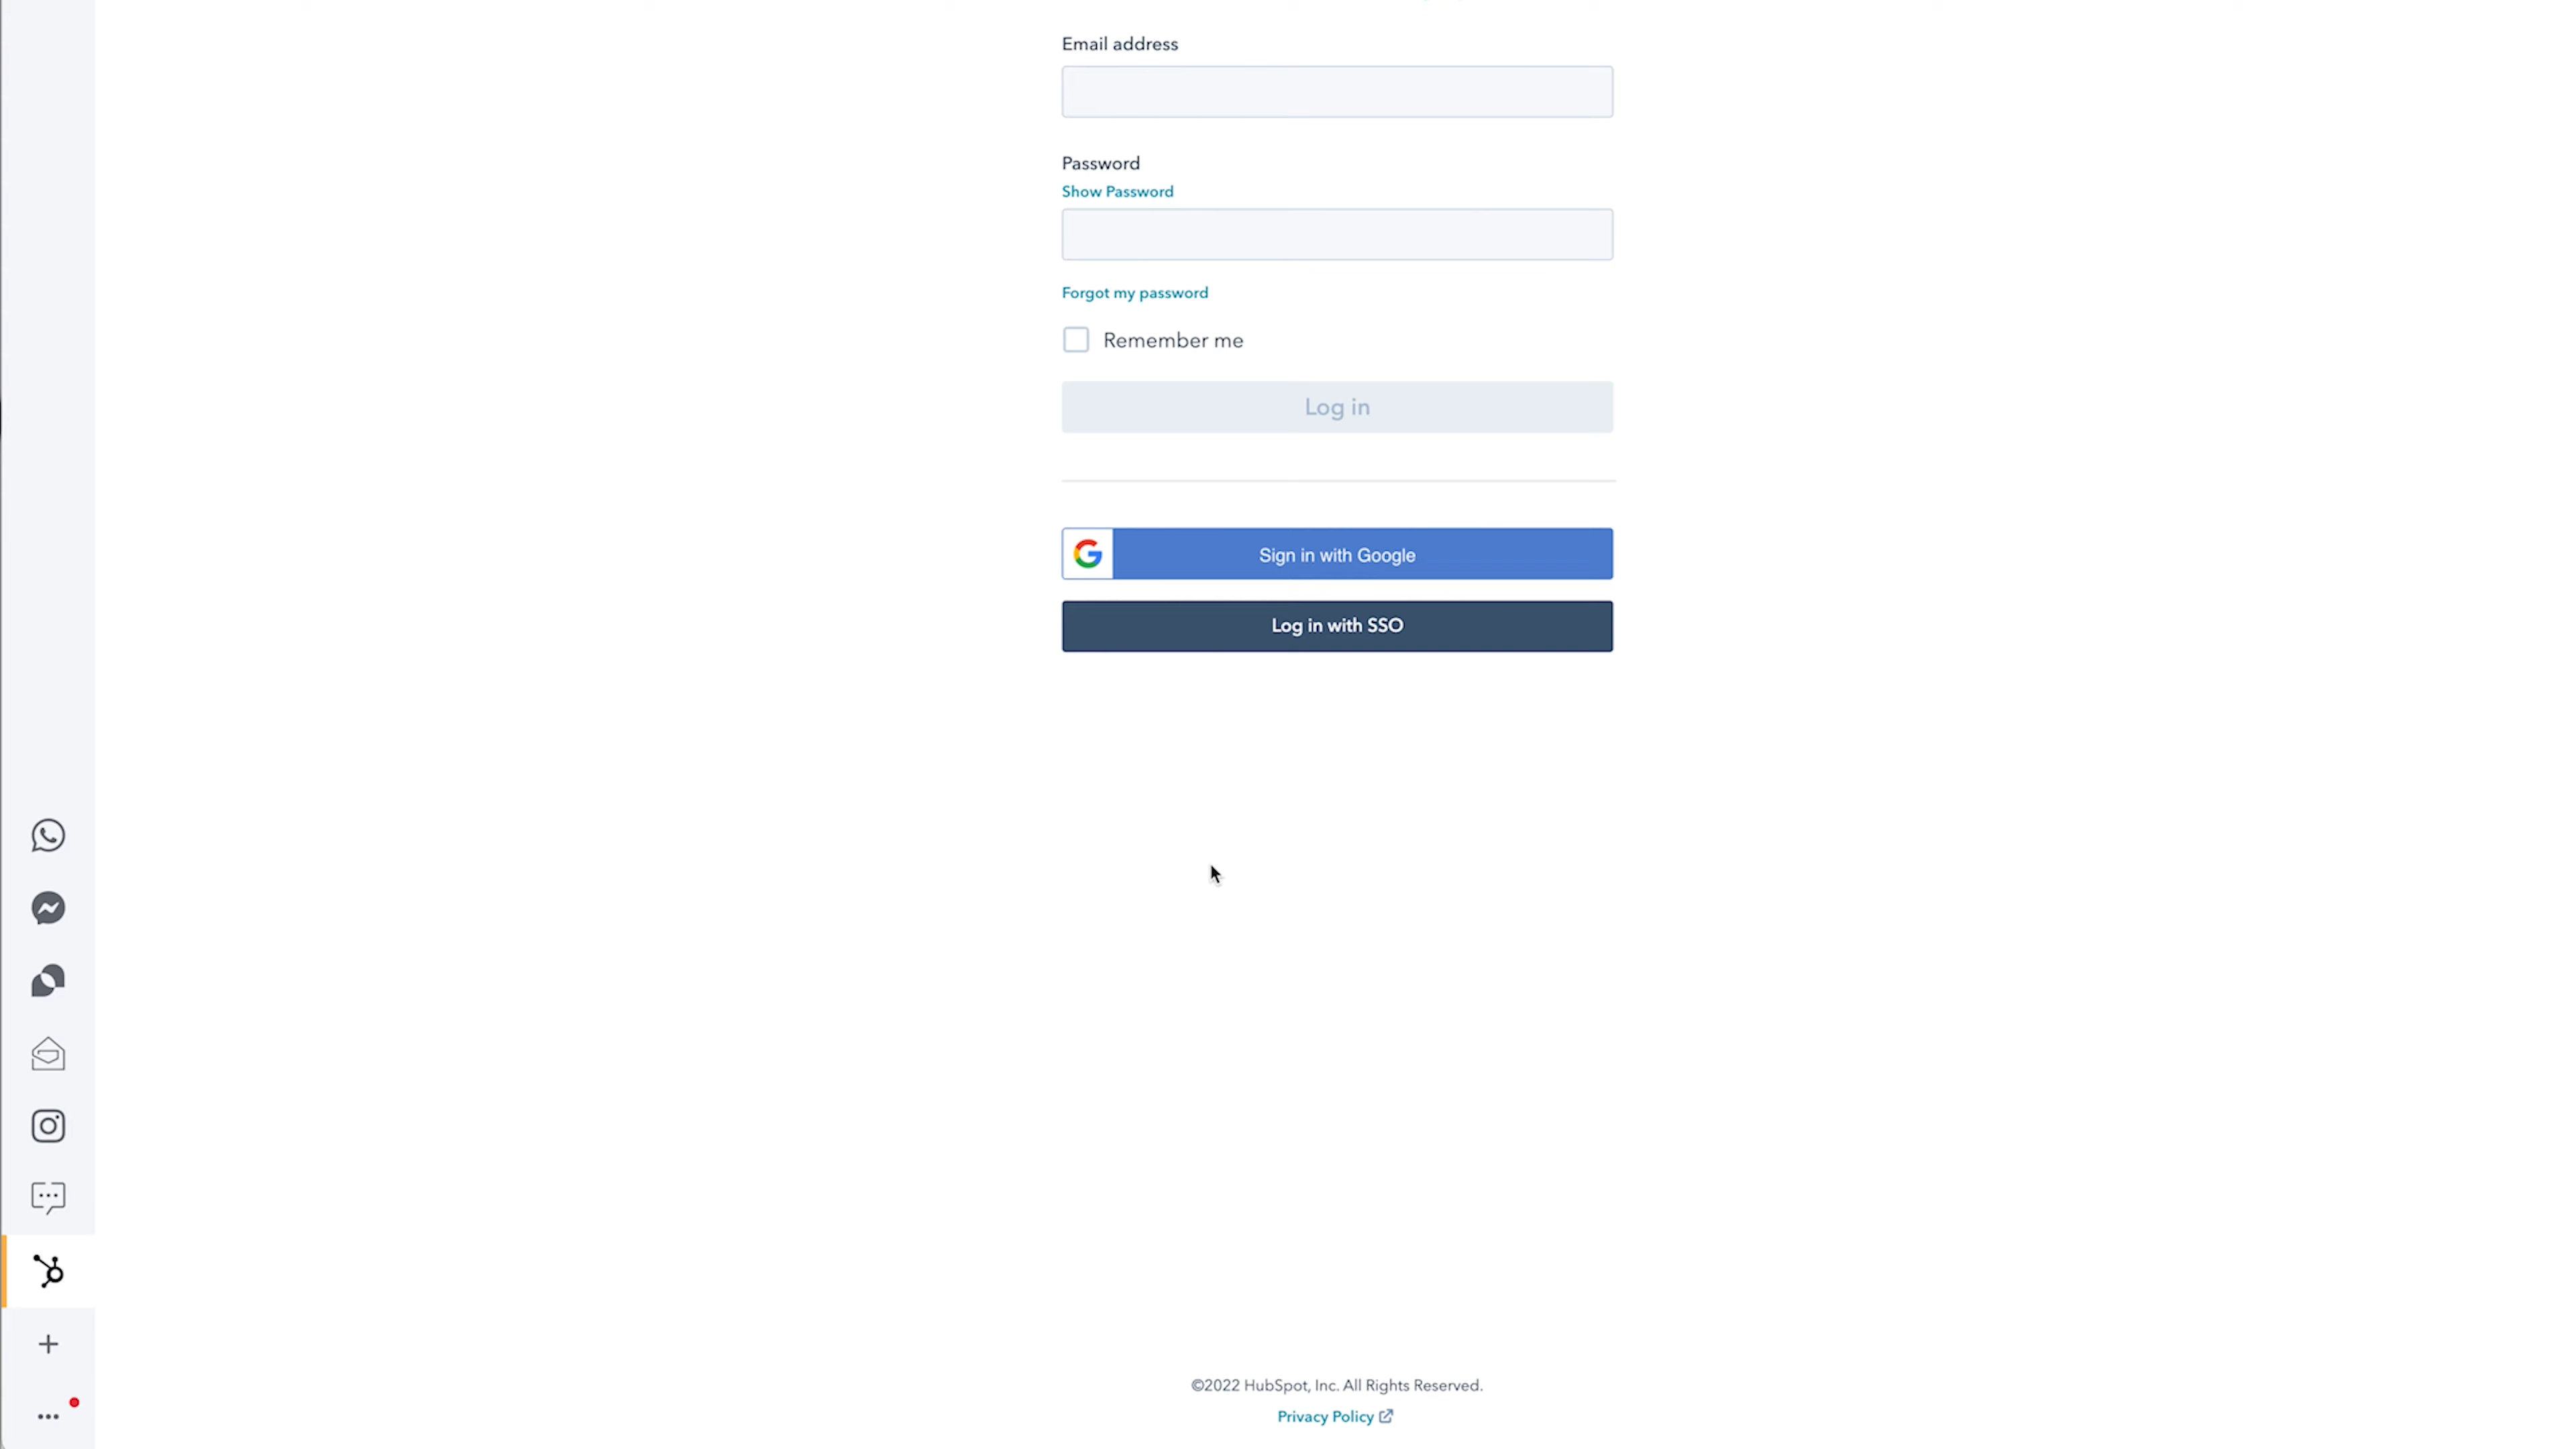 Email address
Password
Show Password
Forgot my password
Remember me
Log in
Sign in with Google
Log in with SSO
©2022 HubSpot, Inc. All Rights Reserved.
Privacy Policy